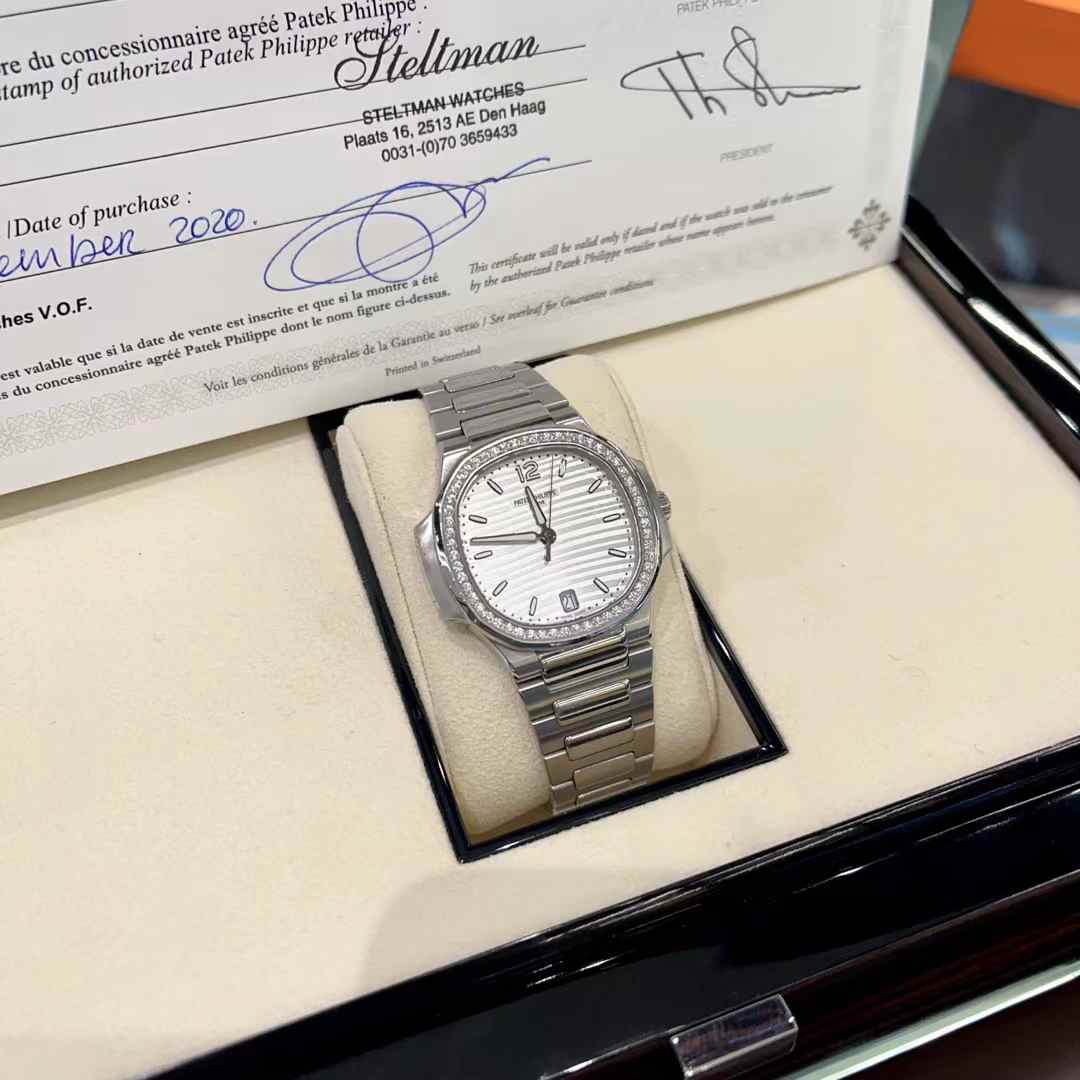 re du concessionnaire agréé Patek Philippe :
tamp of authorized Patek Philippe retailer :
Steltman
STELTMAN WATCHES
Plaats 16, 2513 AE Den Haag
0031-(0)70 3659433
PATEK PHILIPPE
PRESIDENT
|Date of purchase :
ember 2020.
hes V.O.F.
est valable que si la date de vente est inscrite et que si la montre a été
s du concessionnaire agréé Patek Philippe dont le nom figure ci-dessus.
This certificate will be valid only if dated and if the watch was sold to the consumer
by the authorized Patek Philippe retailer whose name appears hereon.
Voir les conditions générales de la Garantie au verso / See overleaf for Guarantee conditions
Printed in Switzerland
12
PATEK PHILIPPE
21